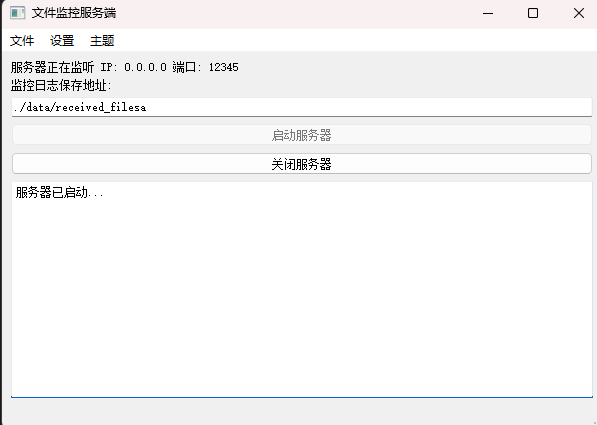 文件监控服务端
文件 设置 主题
服务器正在监听 IP: 0.0.0.0 端口: 12345
监控日志保存地址:
./data/received_filesa
启动服务器
关闭服务器
服务器已启动...